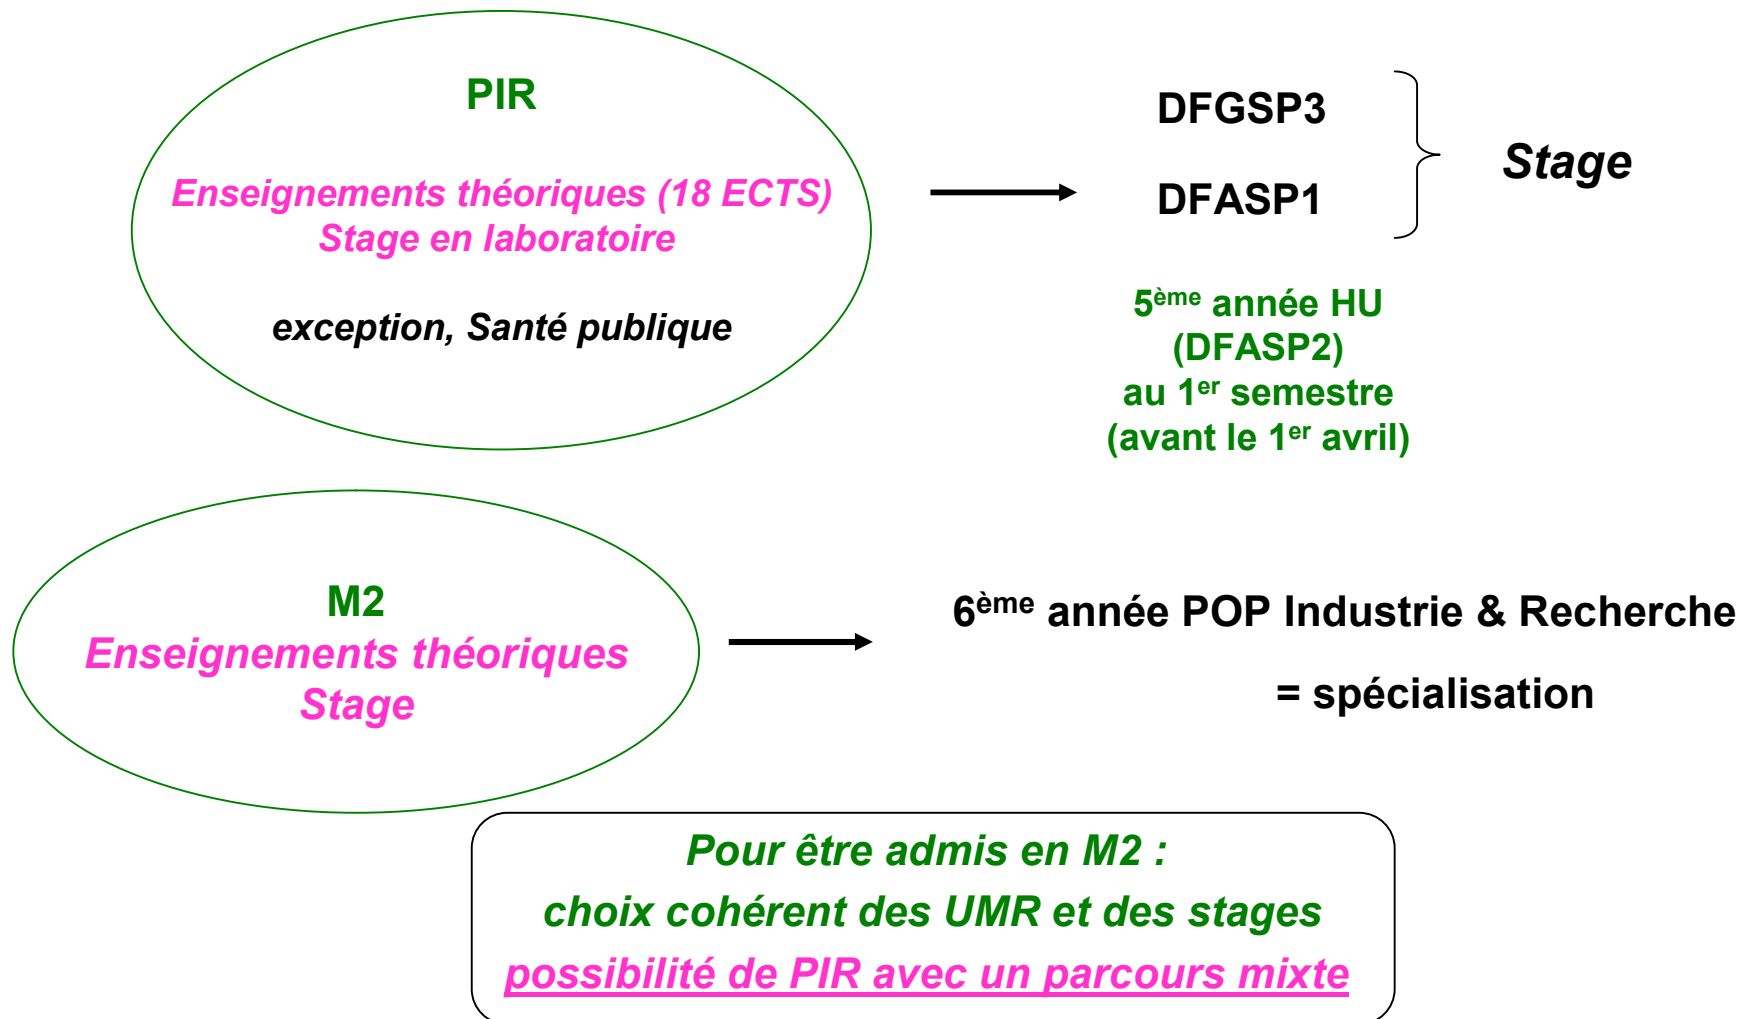 PIR
Enseignements théoriques (18 ECTS)
Stage en laboratoire
exception, Santé publique
DFGSP3
DFASP1
Stage
5ème année HU
(DFASP2)
au 1er semestre
(avant le 1er avril)
M2
Enseignements théoriques
Stage
6ème année POP Industrie & Recherche
= spécialisation
Pour être admis en M2 :
choix cohérent des UMR et des stages
possibilité de PIR avec un parcours mixte